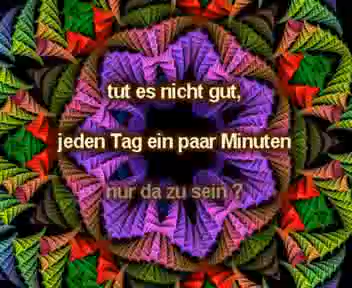 tut es nicht gut,
jeden Tag ein paar Minuten
nur da zu sein ?